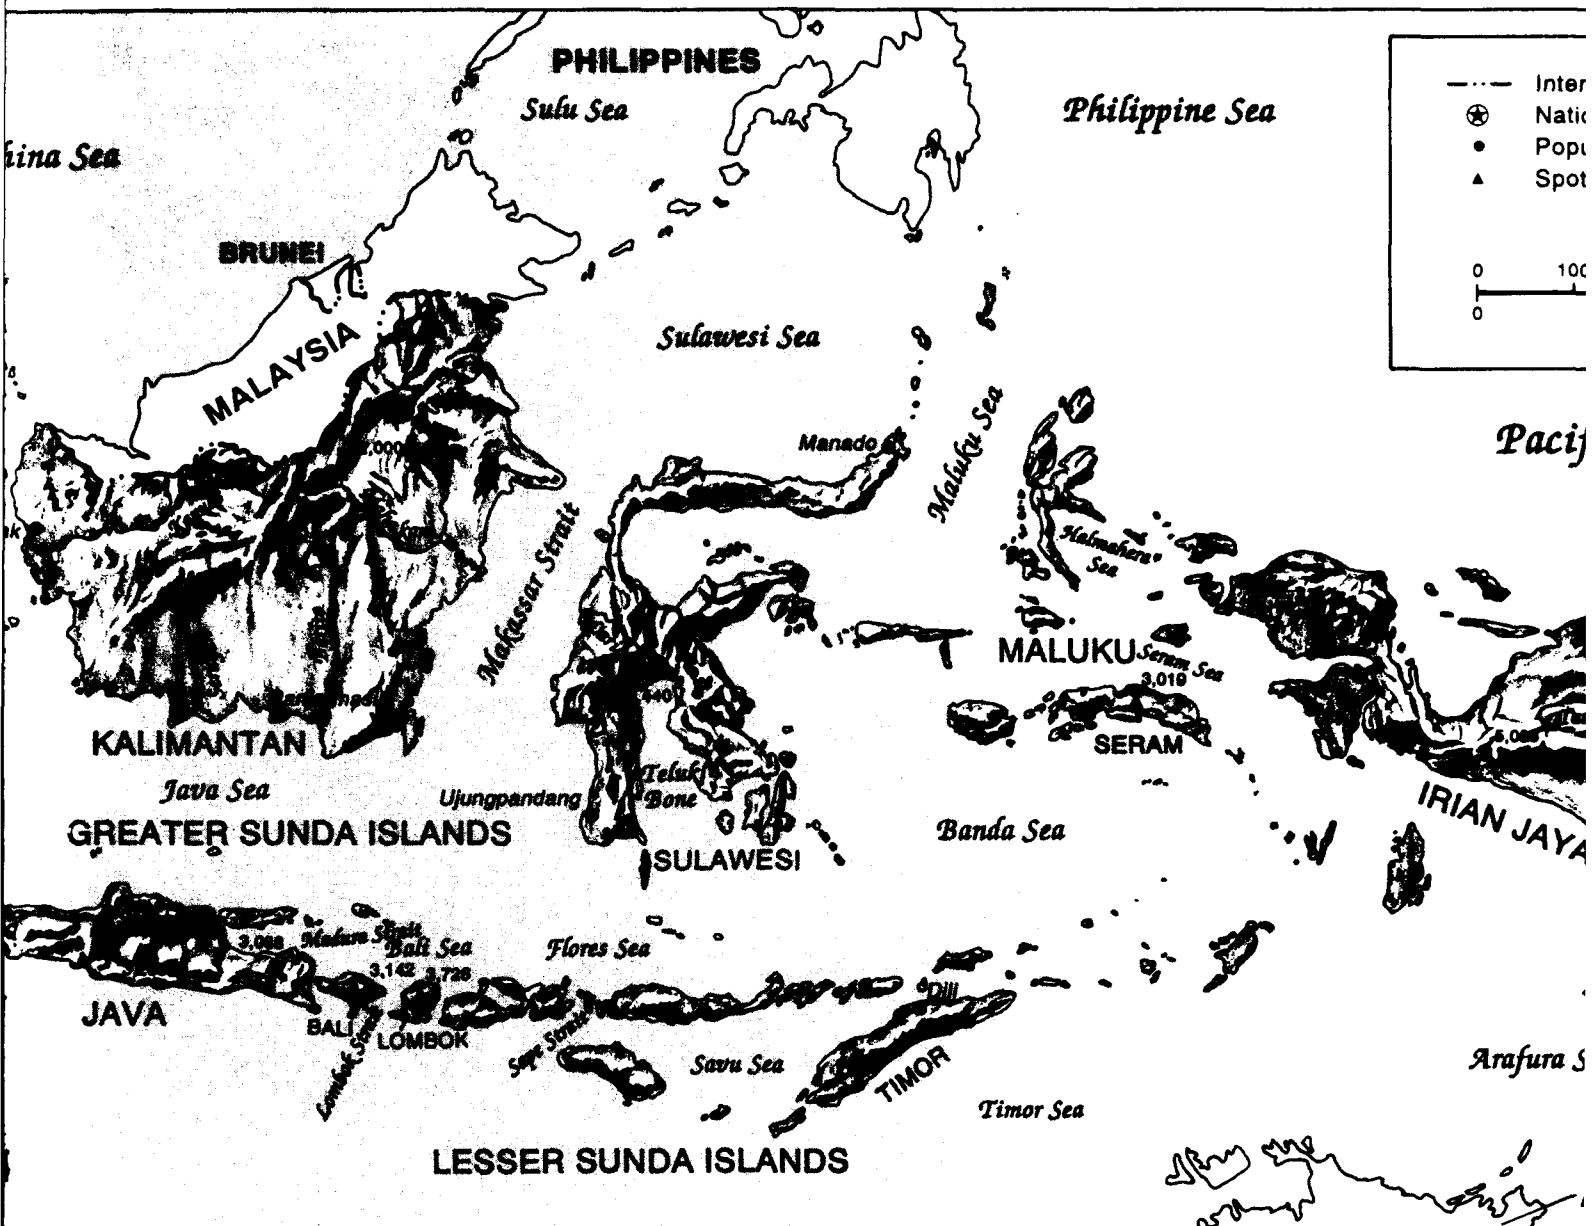 PHILIPPINES
Sulu Sea
Philippine Sea
hina Sea
Inter
Natio
Popu
Spot
BRUNEI
0 100
0
MALAYSIA
Sulawesi Sea
Maluku Sea
Manado
Pacif
Makassar Strait
Halmahera
Sea
MALUKU
Seram Sea
3,019
SERAM
KALIMANTAN
Java Sea
Ujungpandang
Teluk
Bone
GREATER SUNDA ISLANDS
SULAWESI
Banda Sea
IRIAN JAYA
Madura Strait
Bali Sea
Flores Sea
3,142
3,726
JAVA
BALI
LOMBOK
Lombok Strait
Sape Strait
Dili
Savu Sea
TIMOR
Timor Sea
Arafura S
LESSER SUNDA ISLANDS